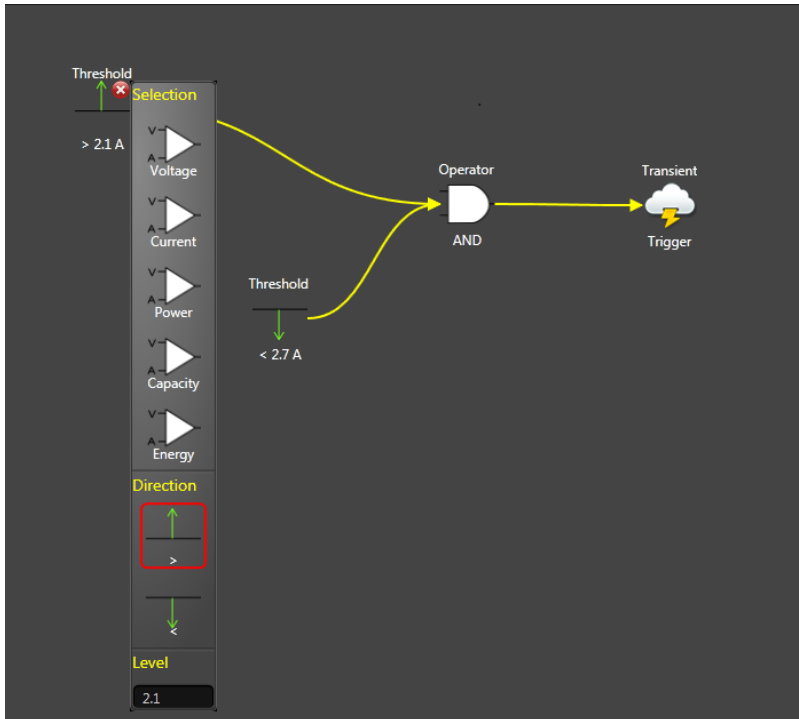 Threshold
> 2.1 A
Selection
V
A
Voltage
V
A
Current
V
A
Power
V
A
Capacity
V
A
Energy
Direction
>
<
Level
2.1
Threshold
< 2.7 A
Operator
AND
Transient
Trigger